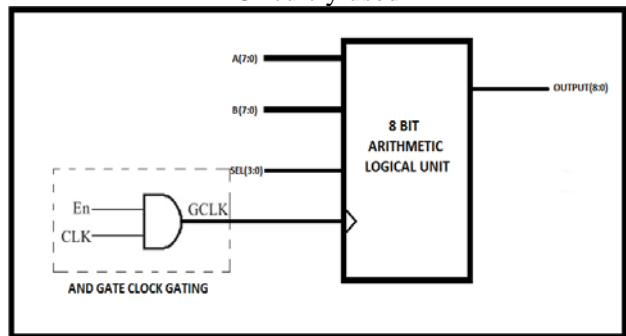 A(7:0)
B(7:0)
SEL(3:0)
8 BIT
ARITHMETIC
LOGICAL UNIT
OUTPUT(8:0)
En
CLK
GCLK
AND GATE CLOCK GATING